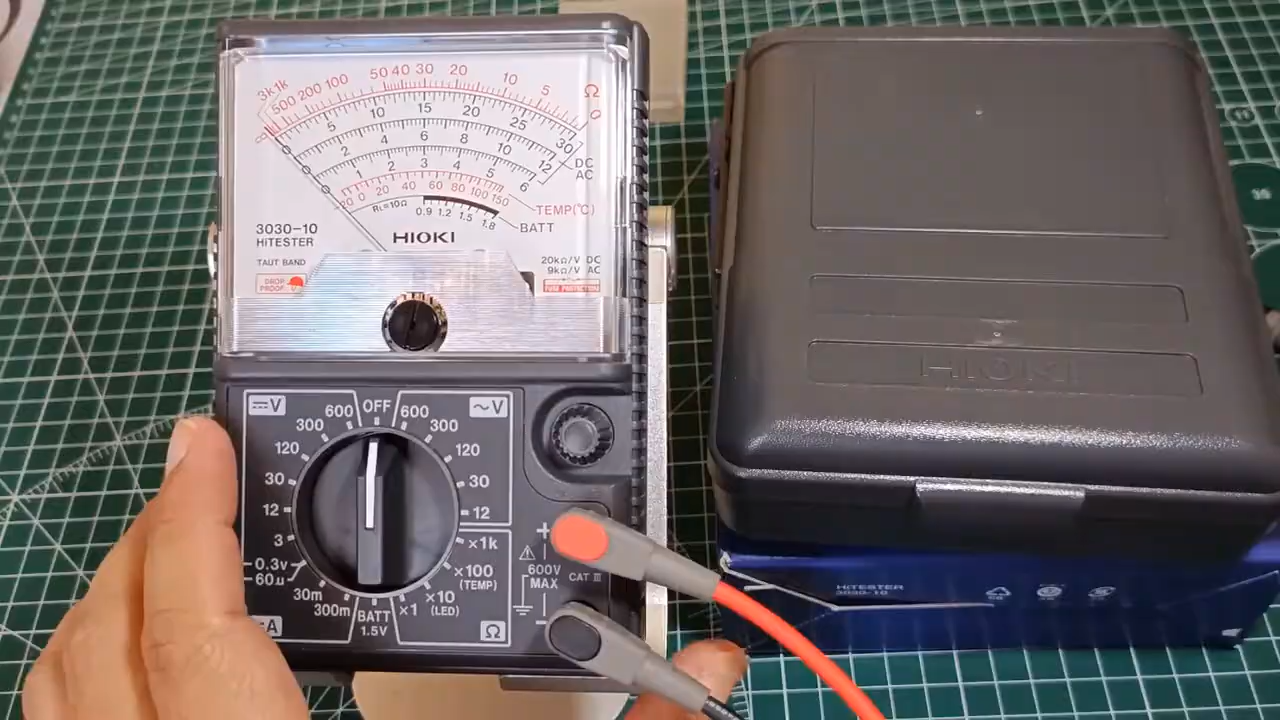 3k 1k 500 200 100 50 40 30 20 10 5 Ω
∞ 0
0 5 10 15 20 25 30
0 2 4 6 8 10 12
DC
AC
0 1 2 3 4 5 6
-20 0 20 40 60 80 100 150
TEMP(℃)
RL=10Ω
0.9 1.2 1.5 1.8
BATT
3030-10
HiTESTER
HIOKI
TAUT BAND
DROP
PROOF
20kΩ/V DC
9kΩ/V AC
FUSE PROTECTION
V OFF ~V
600 600
300 300
120 120
30 30
12 12
3 ×1k
0.3v ×100
60μ (TEMP)
30m ×10
300m (LED)
×1
A BATT Ω
1.5V
+
600V
MAX
CAT III
−
HIOKI
HiTESTER
3030-10